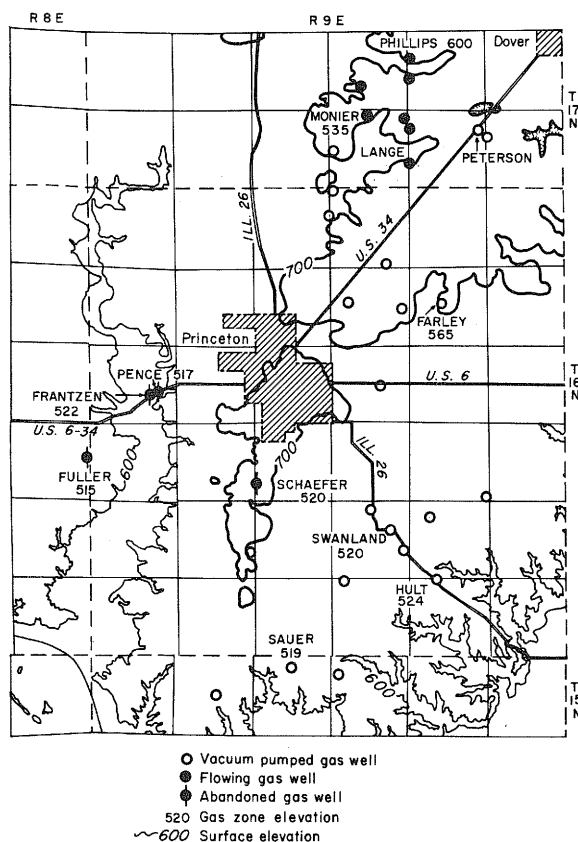 R 8 E
R 9 E
PHILLIPS 600
Dover
T
17
N
MONIER
535
LANGE
PETERSON
ILL. 26
U.S. 34
700
Princeton
FARLEY
565
PENCE 517
FRANTZEN
522
U.S. 6
T
16
N
U.S. 6-34
600
FULLER
515
700
ILL 26
SCHAEFER
520
SWANLAND
520
HULT
524
SAUER
519
600
T
15
N
Vacuum pumped gas well
Flowing gas well
Abandoned gas well
520 Gas zone elevation
600 Surface elevation